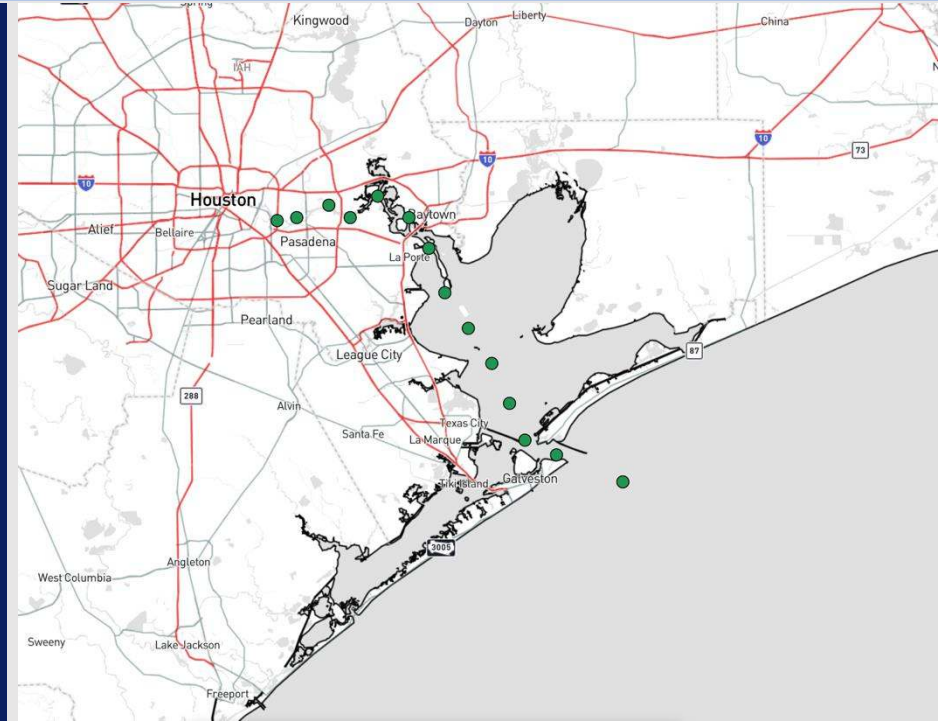 Spring
Kingwood
Dayton
Liberty
China
IAH
10
73
10
10
Houston
Baytown
Alief
Bellaire
Pasadena
La Porte
Sugar Land
Pearland
League City
87
288
Alvin
Texas City
Santa Fe
La Marque
Tiki Island
Galveston
3005
Angleton
West Columbia
Sweeny
Lake Jackson
Freeport